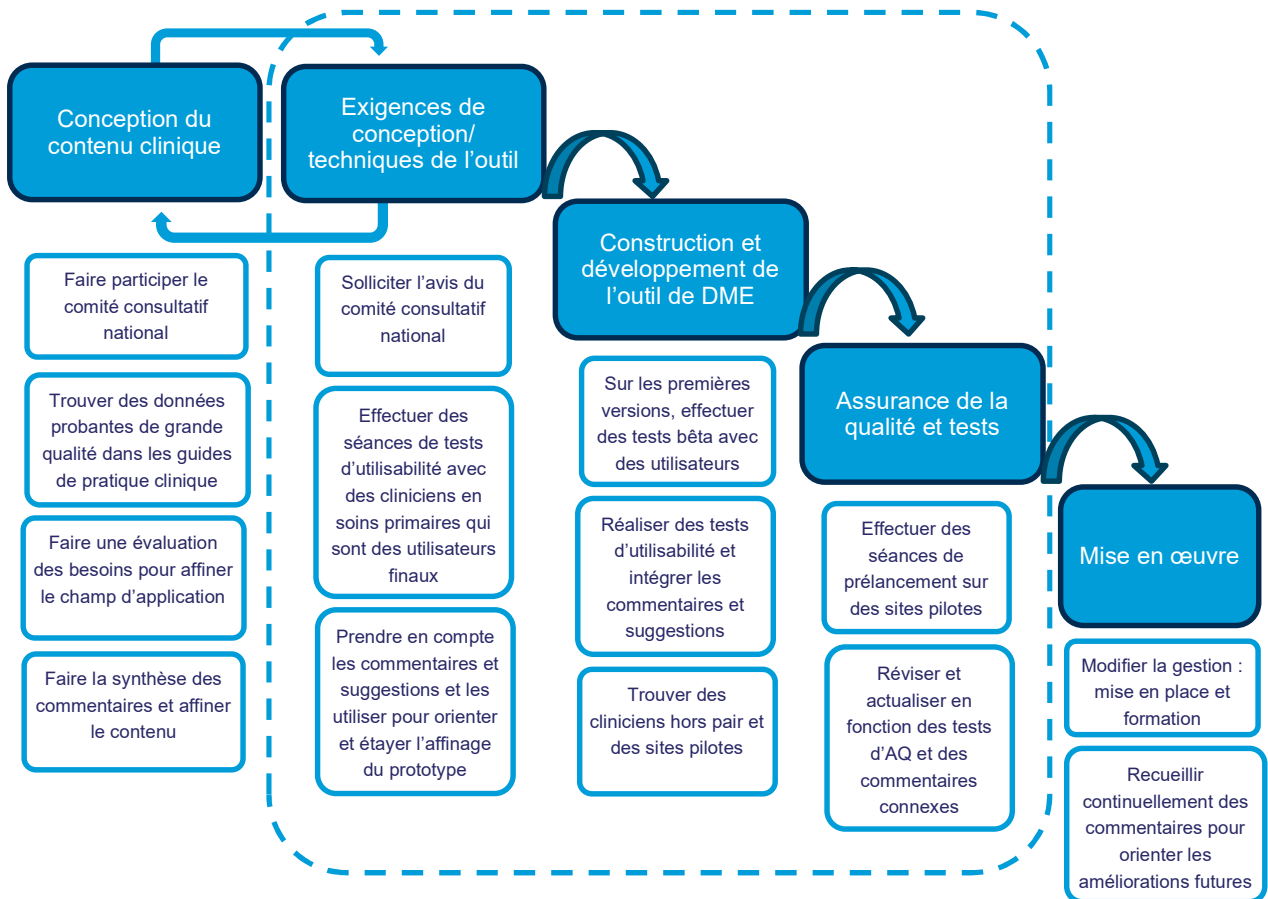 Conception du
contenu clinique
Faire participer le
comité consultatif
national
Trouver des données
probantes de grande
qualité dans les guides
de pratique clinique
Faire une évaluation
des besoins pour affiner
le champ d’application
Faire la synthèse des
commentaires et affiner
le contenu
Exigences de
conception/
techniques de l’outil
Solliciter l’avis du
comité consultatif
national
Effectuer des
séances de tests
d’utilisabilité avec
des cliniciens en
soins primaires qui
sont des utilisateurs
finaux
Prendre en compte
les commentaires et
suggestions et les
utiliser pour orienter
et étayer l’affinage
du prototype
Construction et
développement de
l’outil de DME
Sur les premières
versions, effectuer
des tests bêta avec
des utilisateurs
Réaliser des tests
d’utilisabilité et
intégrer les
commentaires et
suggestions
Trouver des
cliniciens hors pair et
des sites pilotes
Assurance de la
qualité et tests
Effectuer des
séances de
prélancement sur
des sites pilotes
Réviser et
actualiser en
fonction des tests
d’AQ et des
commentaires
connexes
Mise en œuvre
Modifier la gestion :
mise en place et
formation
Recueillir
continuellement des
commentaires pour
orienter les
améliorations futures